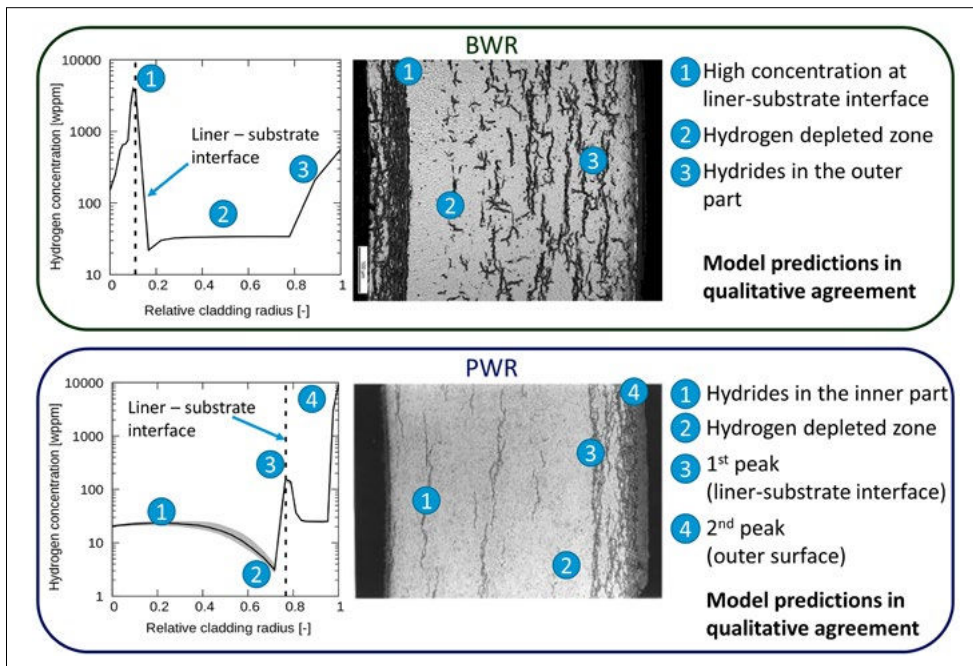 BWR
10000
1000
100
10
0
0.2
0.4
0.6
0.8
1
Hydrogen concentration [wppm]
Relative cladding radius [-]
Liner – substrate
interface
1
2
3
1
2
3
1 High concentration at
liner-substrate interface
2 Hydrogen depleted zone
3 Hydrides in the outer
part
Model predictions in
qualitative agreement
PWR
10000
1000
100
10
1
0
0.2
0.4
0.6
0.8
1
Hydrogen concentration [wppm]
Relative cladding radius [-]
Liner – substrate
interface
1
2
3
4
1
2
3
4
1 Hydrides in the inner part
2 Hydrogen depleted zone
3 1st peak
(liner-substrate interface)
4 2nd peak
(outer surface)
Model predictions in
qualitative agreement